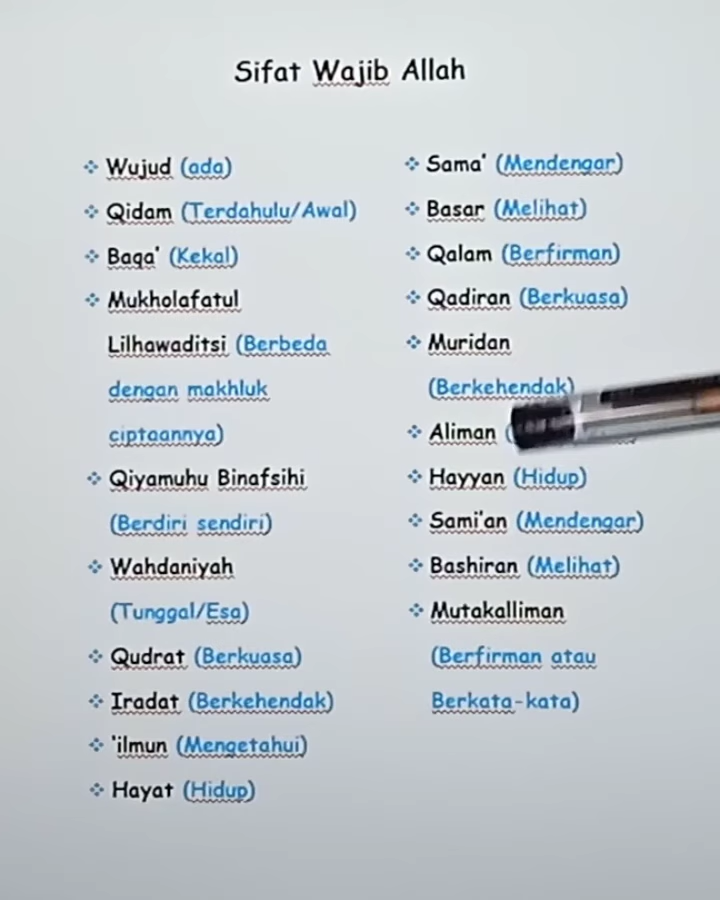 Sifat Wajib Allah
Wujud (ada)
Qidam (Terdahulu/Awal)
Baqa' (Kekal)
Mukholafatul
Lilhawaditsi (Berbeda
dengan makhluk
ciptaannya)
Qiyamuhu Binafsihi
(Berdiri sendiri)
Wahdaniyah
(Tunggal/Esa)
Qudrat (Berkuasa)
Iradat (Berkehendak)
'ilmun (Mengetahui)
Hayat (Hidup)
Sama' (Mendengar)
Basar (Melihat)
Qalam (Berfirman)
Qadiran (Berkuasa)
Muridan
(Berkehendak)
Aliman
Hayyan (Hidup)
Sami'an (Mendengar)
Bashiran (Melihat)
Mutakalliman
(Berfirman atau
Berkata-kata)